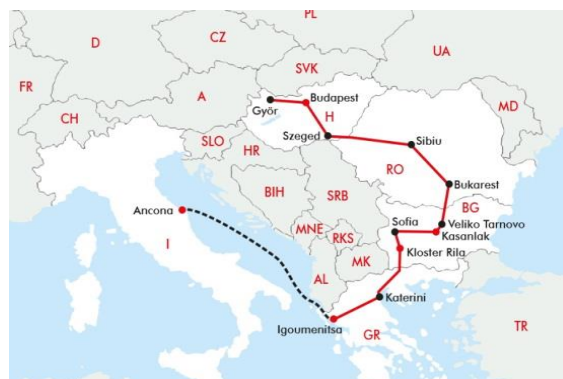 PL
D
CZ
UA
FR
SVK
MD
A
Budapest
Györ
H
CH
Szeged
Sibiu
SLO
HR
RO
Bukarest
BIH
SRB
BG
Ancona
Sofia
Veliko Tarnovo
MNE
RKS
Kasanlak
I
Kloster Rila
MK
AL
Katerini
Igoumenitsa
GR
TR